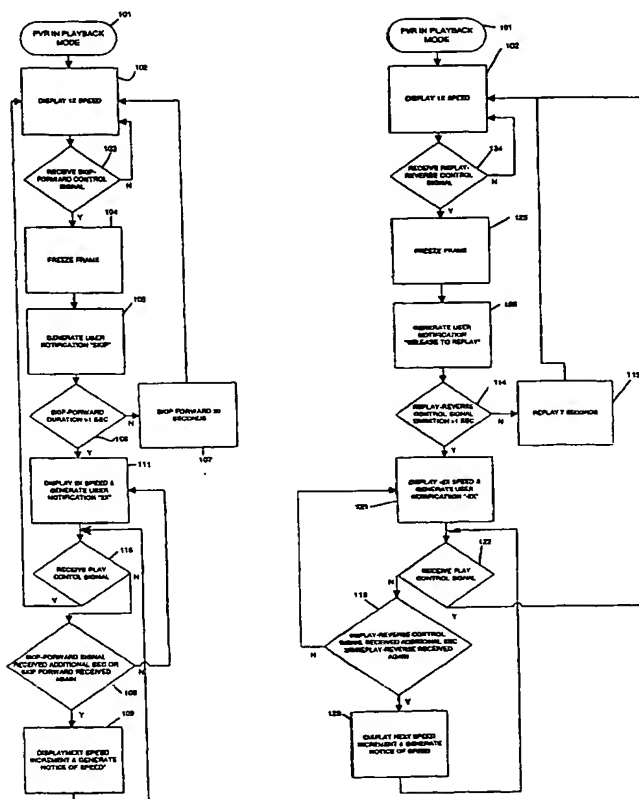 101
PVR IN PLAYBACK
MODE
102
DISPLAY 1X SPEED
103
RECEIVE SKIP-
FORWARD CONTROL
SIGNAL
N
Y
104
FREEZE FRAME
105
GENERATE USER
NOTIFICATION "SKIP"
SKIP-FORWARD
DURATION >1 SEC
106
N
Y
SKIP FORWARD 30
SECONDS
107
111
DISPLAY SPEED &
GENERATE USER
NOTIFICATION
116
RECEIVE PLAY
CONTROL SIGNAL
N
Y
SKIP-FORWARD SIGNAL
RECEIVED ADDITIONAL SEC OR
SKIP FORWARD RECEIVED
AGAIN
N
108
Y
109
DISPLAY NEXT SPEED
INCREMENT & GENERATE
NOTICE OF SPEED"
101
PVR IN PLAYBACK
MODE
102
DISPLAY 1X SPEED
RECEIVE REPLAY-
REVERSE CONTROL
SIGNAL
N
Y
FREEZE FRAME
GENERATE USER
NOTIFICATION
"RELEASE TO REPLAY"
114
REPLAY-REVERSE
CONTROL SIGNAL
DURATION >1 SEC
N
Y
REPLAY 7 SECONDS
DISPLAY SPEED &
GENERATE USER
NOTIFICATION
122
RECEIVE PLAY
CONTROL SIGNAL
N
Y
REPLAY-REVERSE CONTROL
SIGNAL RECEIVED ADDITIONAL SEC
REPLAY-REVERSE RECEIVED
AGAIN
N
Y
DISPLAY NEXT SPEED
INCREMENT & GENERATE
NOTICE OF SPEED